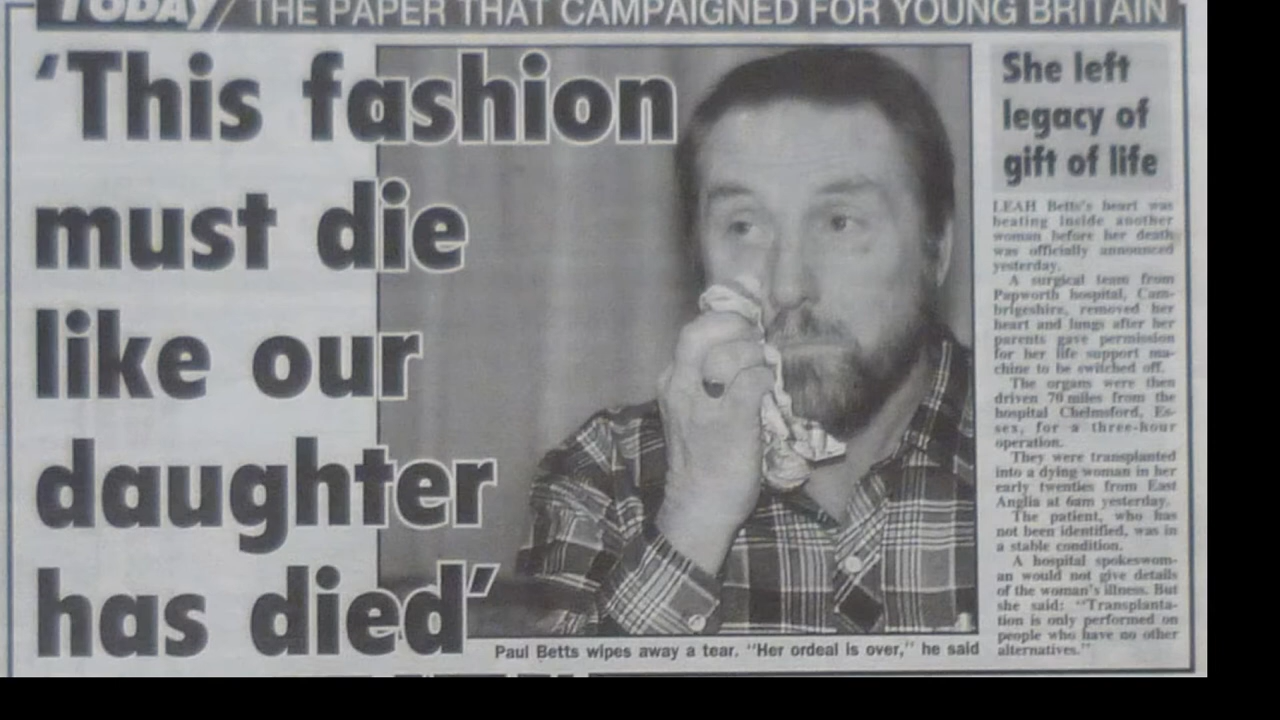 TODAY / THE PAPER THAT CAMPAIGNED FOR YOUNG BRITAIN
'This fashion
must die
like our
daughter
has died'
Paul Betts wipes away a tear. "Her ordeal is over," he said
She left
legacy of
gift of life
LEAH Betts's heart was
beating inside another
woman before her death
was officially announced
yesterday.
A surgical team from
Papworth hospital, Cam-
brigeshire, removed her
heart and lungs after her
parents gave permission
for her life support ma-
chine to be switched off.
The organs were then
driven 70 miles from the
hospital Chelmsford, Es-
sex, for a three-hour
operation.
They were transplanted
into a dying woman in her
early twenties from East
Anglia at 6am yesterday.
The patient, who has
not been identified, was in
a stable condition.
A hospital spokeswom-
an would not give details
of the woman's illness. But
she said: "Transplanta-
tion is only performed on
people who have no other
alternatives."